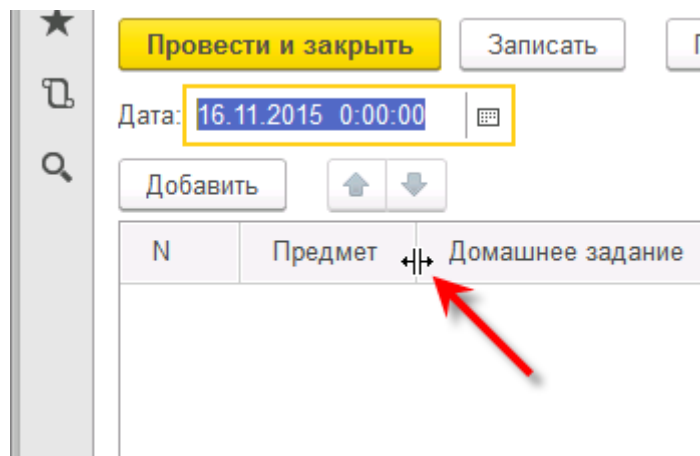 Провести и закрыть Записать
Дата: 16.11.2015 0:00:00
Добавить
N Предмет Домашнее задание